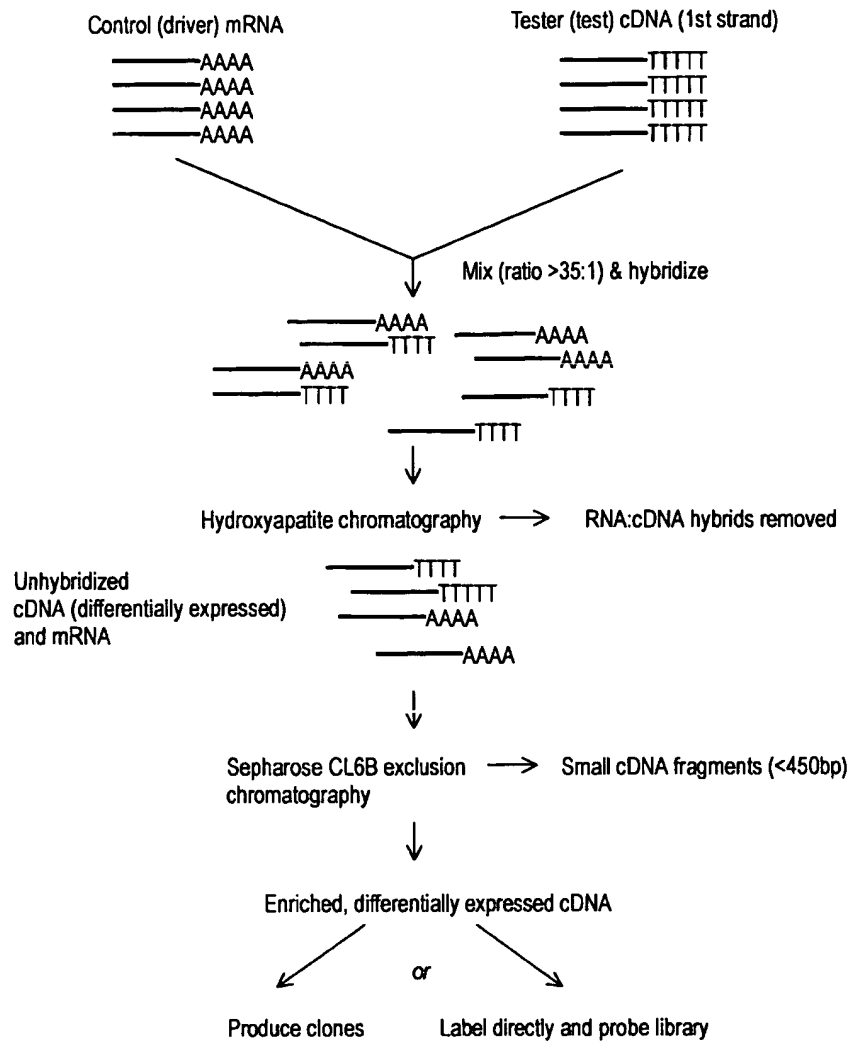 Control (driver) mRNA
Tester (test) cDNA (1st strand)
AAAA
AAAA
AAAA
AAAA
TTTTT
TTTTT
TTTTT
TTTTT
Mix (ratio >35:1) & hybridize
AAAA
TTTT
AAAA
AAAA
AAAA
TTTT
TTTT
TTTT
Hydroxyapatite chromatography
RNA:cDNA hybrids removed
Unhybridized
cDNA (differentially expressed)
and mRNA
TTTT
TTTTT
AAAA
AAAA
Sepharose CL6B exclusion
chromatography
Small cDNA fragments (<450bp)
Enriched, differentially expressed cDNA
or
Produce clones
Label directly and probe library